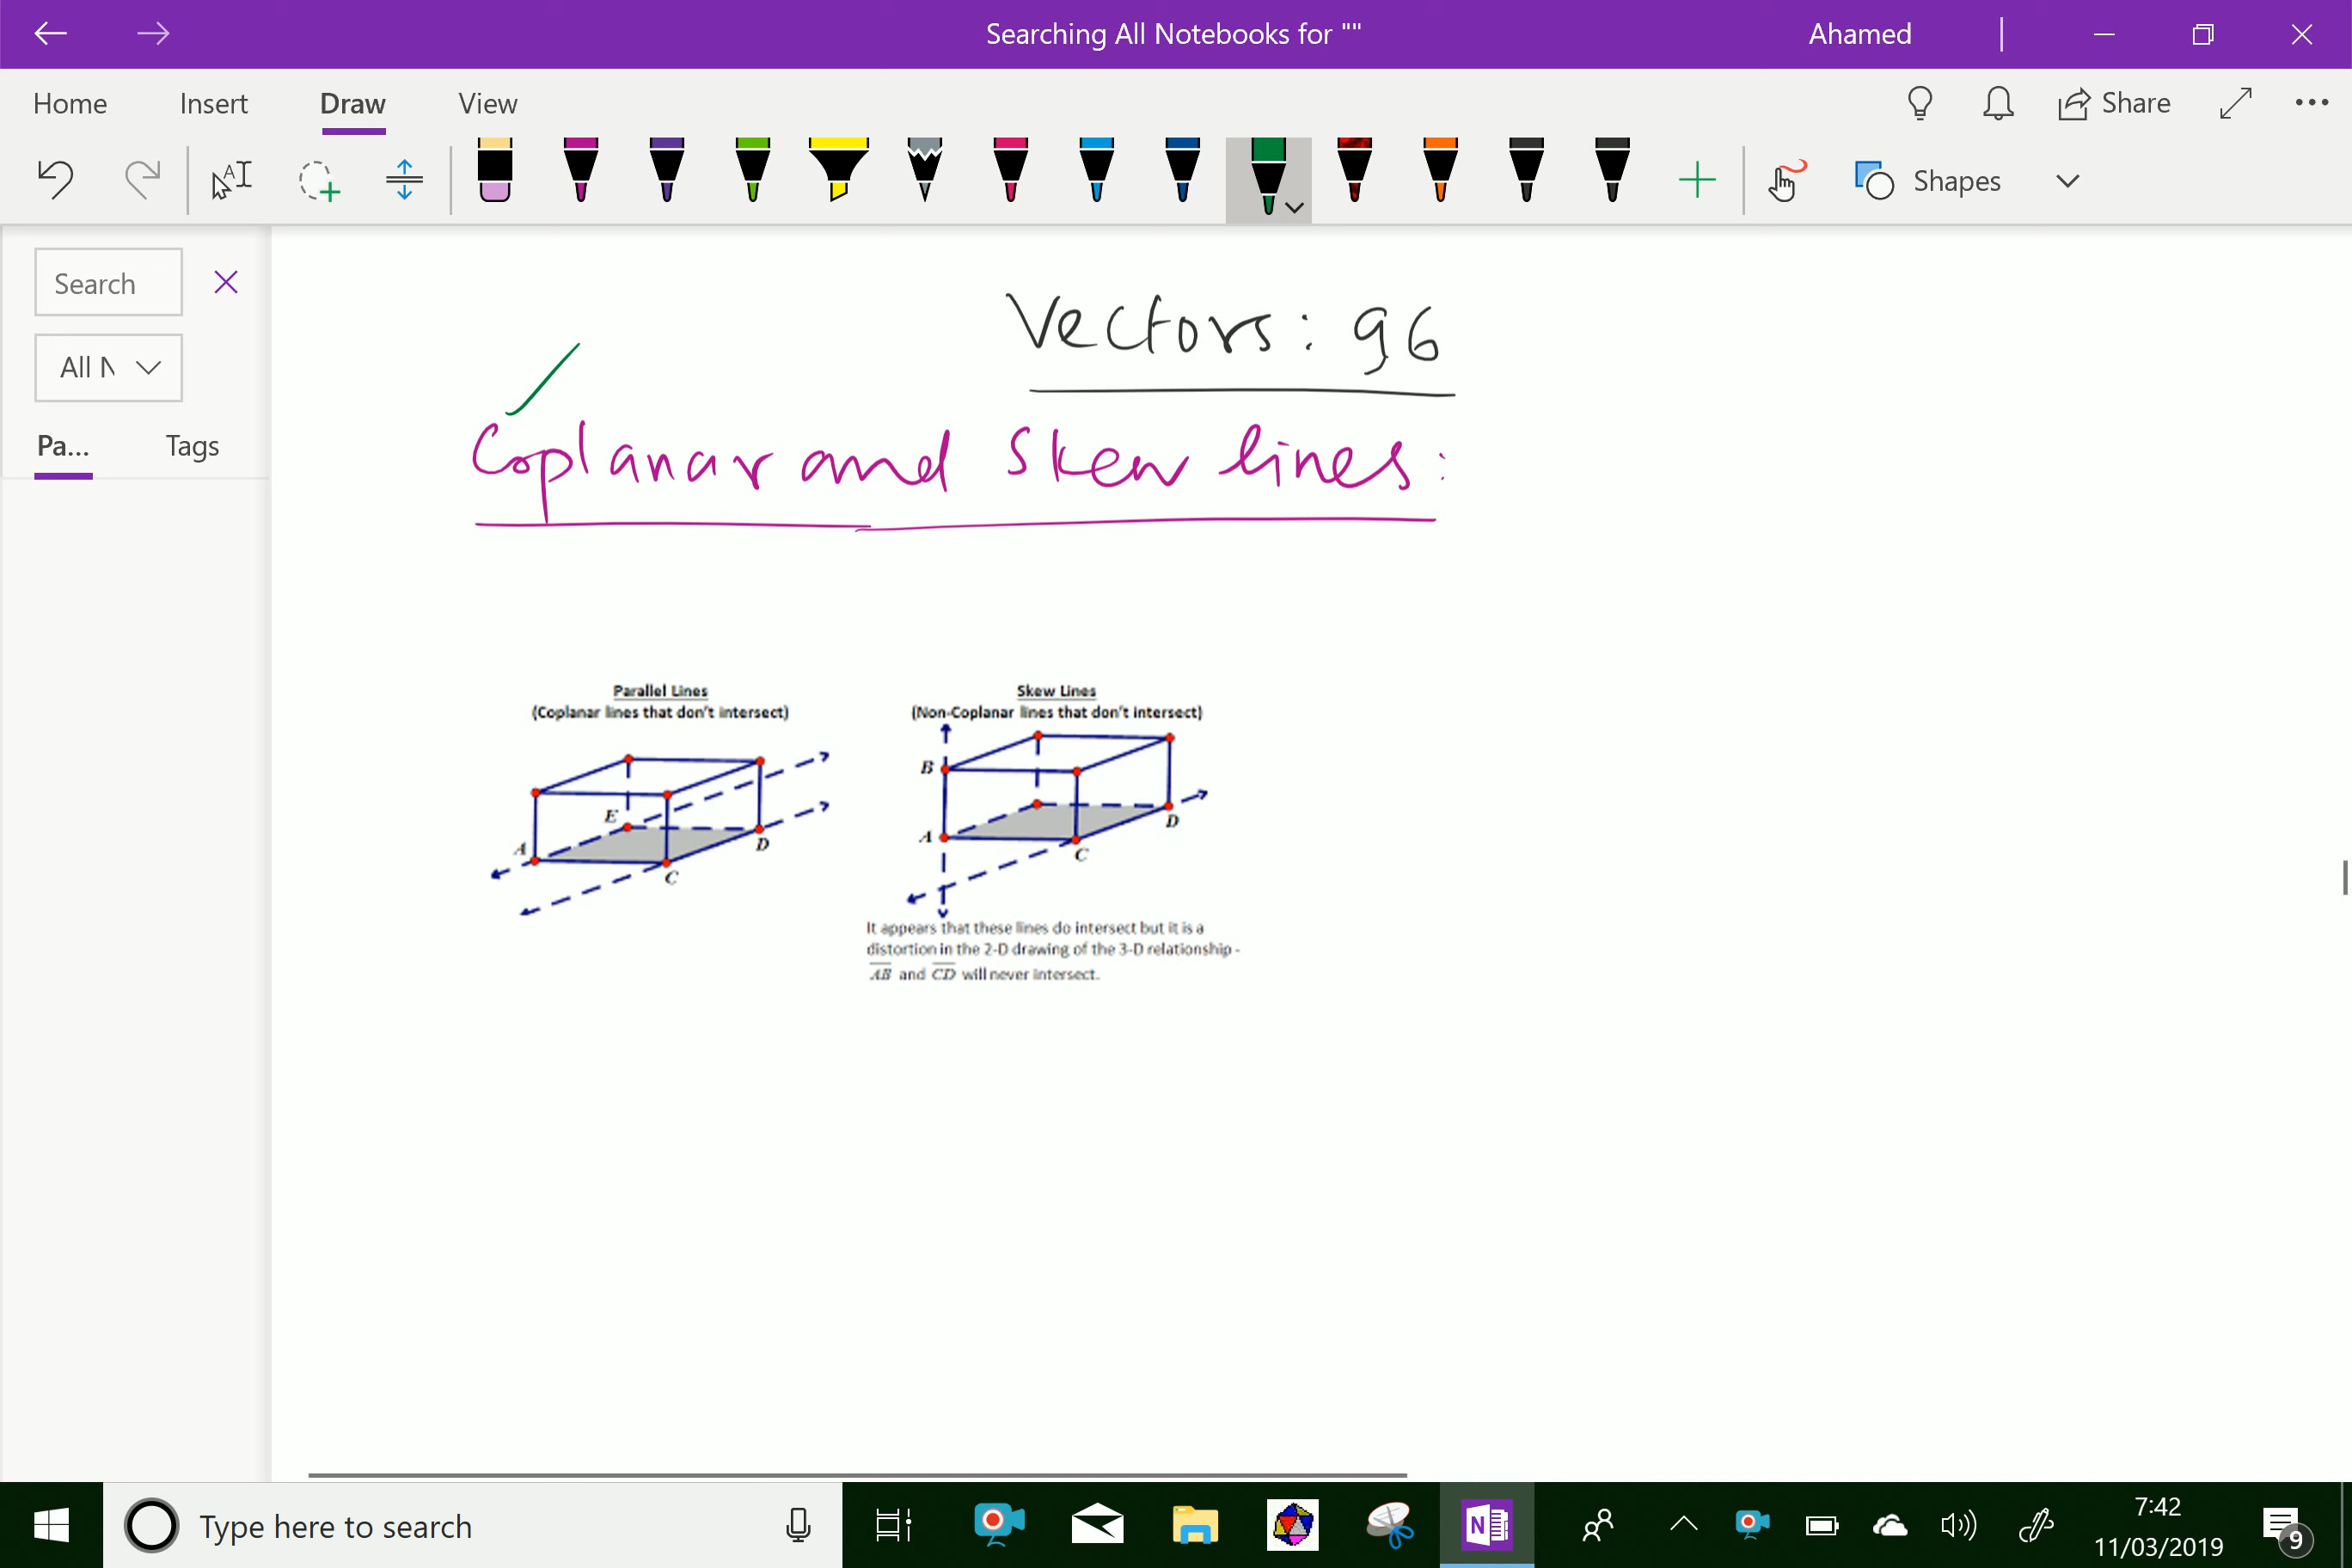 Searching All Notebooks for ""
Ahamed
Home
Insert
Draw
View
Share
Shapes
Search
All N
Pa...
Tags
Vectors: 96
Coplanar and Skew lines:
Parallel Lines
(Coplanar lines that don't intersect)
E
A
D
C
Skew Lines
(Non-Coplanar lines that don't intersect)
B
A
D
C
It appears that these lines do intersect but it is a
distortion in the 2-D drawing of the 3-D relationship -
AB and CD will never intersect.
Type here to search
7:42
11/03/2019
9